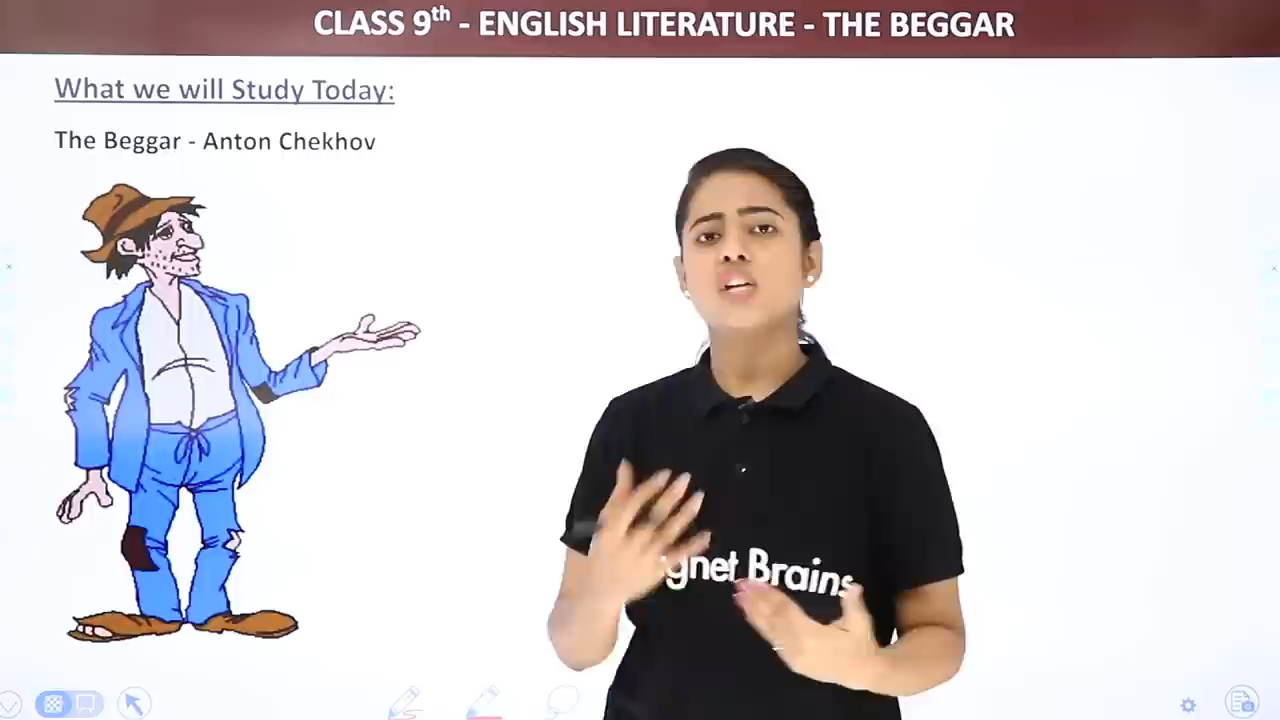 CLASS 9th - ENGLISH LITERATURE - THE BEGGAR
What we will Study Today:
The Beggar - Anton Chekhov
gnet Brains